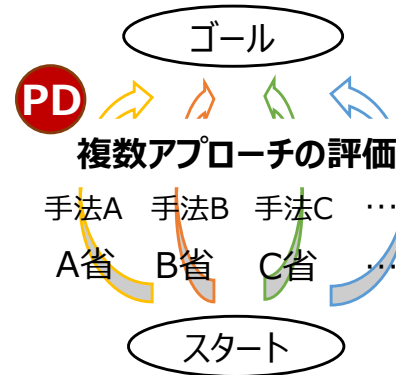 ゴール
PD
複数アプローチの評価
手法A 手法B 手法C …
A省 B省 C省 …
スタート